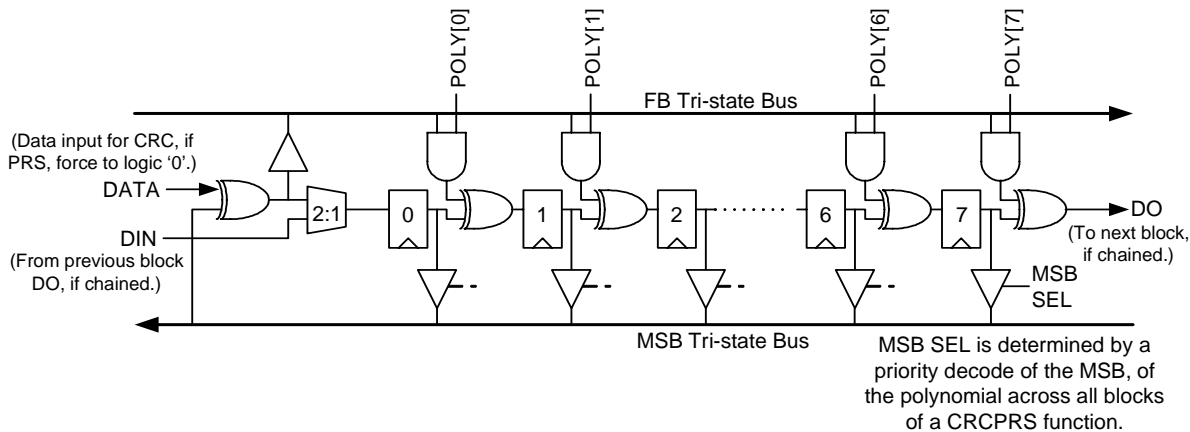 POLY[0]
POLY[1]
POLY[6]
POLY[7]
FB Tri-state Bus
(Data input for CRC, if
PRS, force to logic ‘0’.)
DATA
2:1
0
1
2
6
7
DO
DIN
(To next block,
if chained.)
(From previous block
DO, if chained.)
MSB
SEL
MSB Tri-state Bus
MSB SEL is determined by a
priority decode of the MSB, of
the polynomial across all blocks
of a CRCPRS function.